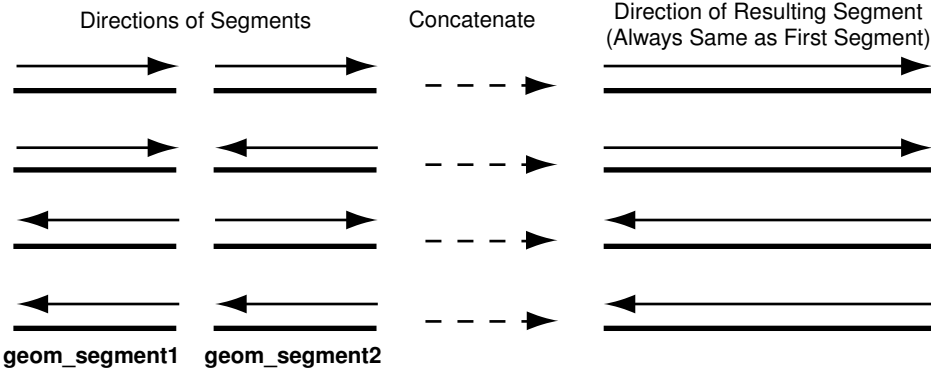 Directions of Segments
Concatenate
Direction of Resulting Segment
(Always Same as First Segment)
geom_segment1
geom_segment2